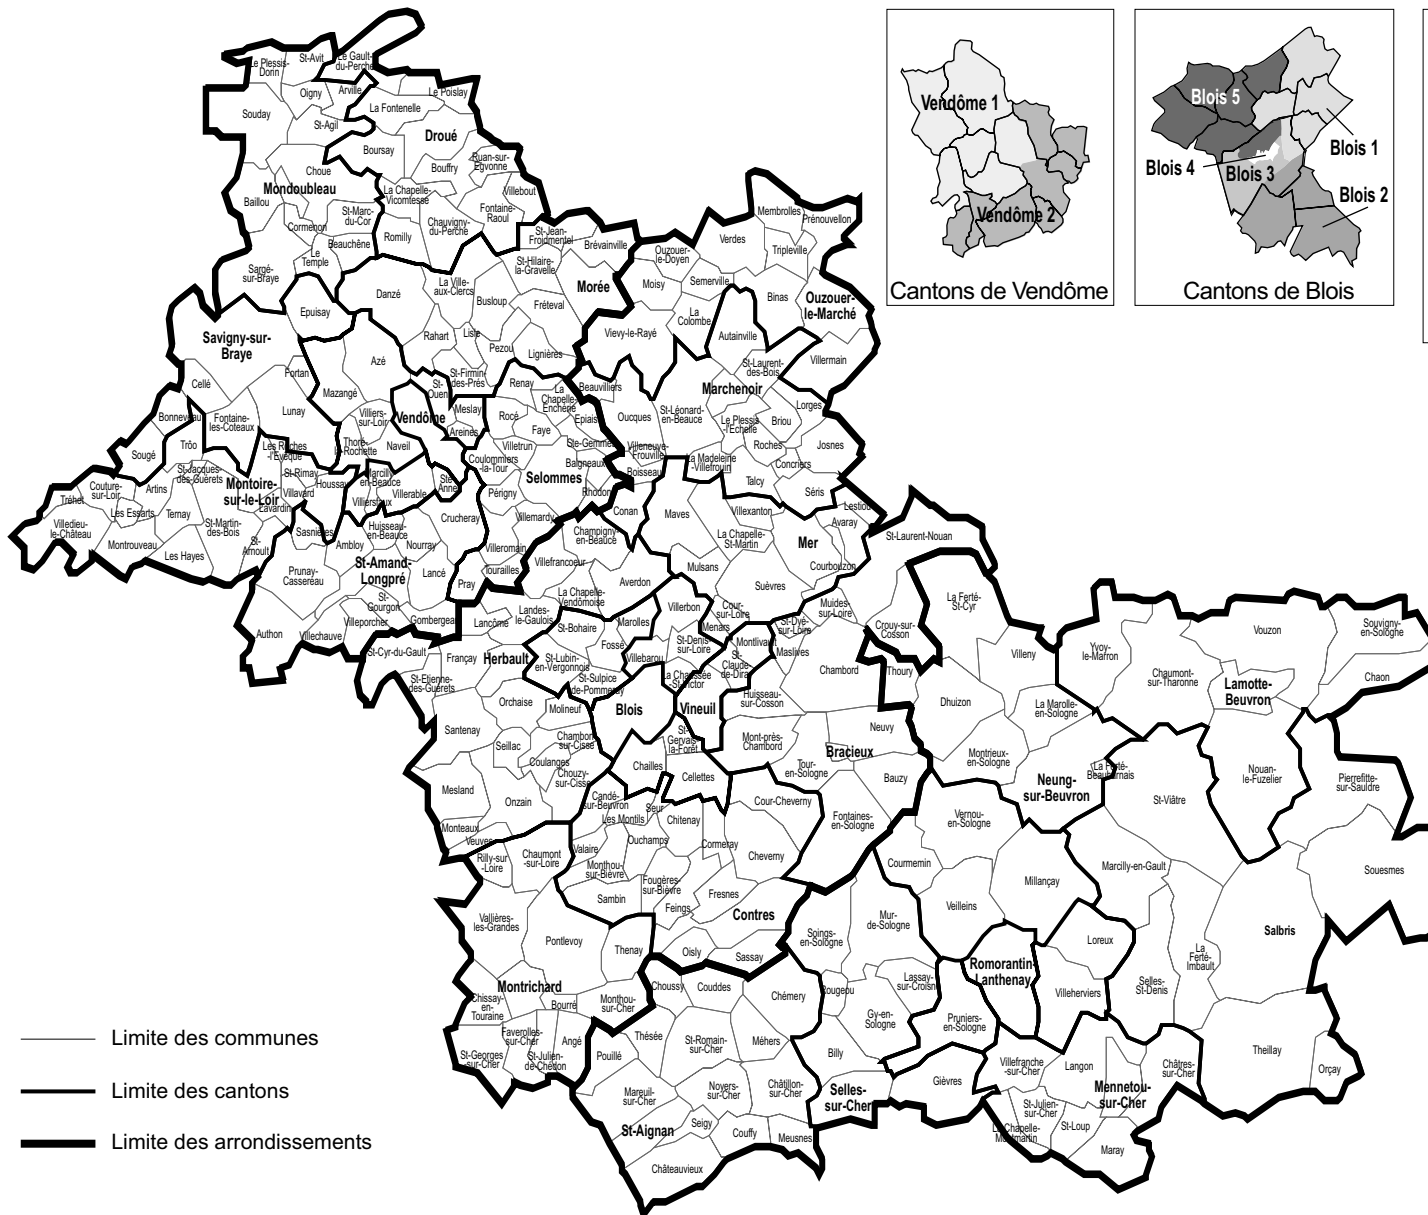 Vendôme 1
Vendôme 2
Cantons de Vendôme
Blois 5
Blois 4
Blois 3
Blois 1
Blois 2
Cantons de Blois
Le Plessis-
Dorin
St-Avit
Le Gault-
du-Perche
Oigny
Arville
Le Poislay
Souday
La Fontenelle
St-Agil
Droué
Boursay
Bouffry
Ruan-sur-
Egvonne
Choue
Mondoubleau
La Chapelle-
Vicomtesse
Villebout
Baillou
St-Marc-
du-Cor
Fontaine-
Raoul
Cormenon
Chauvigny-
du-Perche
Beauchêne
Romilly
Le
Temple
Sargé-
sur-Braye
St-Jean-
Froidmentel
Brévainville
St-Hilaire-
la-Gravelle
Danzé
La Ville-
aux-Clercs
Busloup
Morée
Fréteval
Epuisay
Rahart
Lisle
Pezou
Lignières
Savigny-sur-
Braye
Azé
Fortan
Mazangé
St-Firmin-
des-Prés
St-
Ouen
Renay
La
Chapelle-
Enchérie
Cellé
Lunay
Villiers-
sur-Loir
Vendôme
Meslay
Areines
Rocé
Faye
Epiais
Bonneveau
Fontaine-
les-Coteaux
Thoré-
la-Rochette
Naveil
Villetrun
Ste-Gemmes
Sougé
Trôo
Les Roches
-l'Evêque
Coulommiers
-la-Tour
Baigneaux
Selommes
St-Jacques-
des-Guérets
Montoire-
sur-le-Loir
St-Rimay
Houssay
Marcilly-
en-Beauce
Ste-
Anne
Rhodon
Couture-
sur-Loir
Artins
Villavard
Villiersfaux
Villerable
Périgny
Tréhet
Les Essarts
Ternay
Lavardin
Villemardy
Villedieu-
le-Château
St-Martin-
des-Bois
Sasnières
Huisseau-
en-Beauce
Crucheray
Montrouveau
St-
Arnoult
Ambloy
Nourray
Villeromain
Les Hayes
Prunay-
Cassereau
St-Amand-
Longpré
Lancé
Pray
Tourailles
St-
Gourgon
Villeporcher
Gombergean
Authon
Villechauve
Membrolles
Prénouvellon
Verdes
Tripleville
Ouzouer-
le-Doyen
Moisy
Semerville
Binas
Ouzouer-
le-Marché
La
Colombe
Vievy-le-Rayé
Autainville
Villermain
St-Laurent-
des-Bois
Beauvilliers
Marchenoir
Oucques
St-Léonard-
en-Beauce
Lorges
Le Plessis
-l'Echelle
Briou
Roches
Josnes
Villeneuve-
Frouville
Boisseau
La Madeleine
-Villefrouin
Concriers
Talcy
Séris
Conan
Maves
Villexanton
Lestiou
Avaray
St-Laurent-Nouan
Champigny-
en-Beauce
La Chapelle-
St-Martin
Mer
Villefrancoeur
Mulsans
Suèvres
Courbouzon
Averdon
La Chapelle-
Vendômoise
Villerbon
Cour-
sur-Loire
Muides-
sur-Loire
Landes-
le-Gaulois
Marolles
Menars
St-Dyé-
sur-Loire
Lancôme
St-Bohaire
St-Denis-
sur-Loire
Montlivault
Crouy-sur-
Cosson
Fossé
Maslives
St-Cyr-du-Gault
Françay
Herbault
St-Lubin-
en-Vergonnois
Villebarou
St-
Claude-
de-Diray
Chambord
Thoury
St-Etienne-
des-Guérets
St-Sulpice
-de-Pommeray
La Chaussée
-St-Victor
Huisseau-
sur-Cosson
Orchaise
Molineuf
Blois
Vineuil
Neuvy
Santenay
Seillac
Chambon-
sur-Cisse
St-
Gervais-
la-Forêt
Mont-près-
Chambord
Bracieux
Coulanges
Chouzy-
sur-Cisse
Chailles
Cellettes
Tour-
en-Sologne
Bauzy
Mesland
Onzain
Candé-
sur-Beuvron
Seur
Cour-Cheverny
Fontaines-
en-Sologne
Monteaux
Les Montils
Chitenay
Veuves
Ouchamps
Cormeray
Cheverny
Rilly-sur
-Loire
Chaumont
-sur-Loire
Valaire
Monthou-
sur-Bièvre
Fougères-
sur-Bièvre
Sambin
Fresnes
Feings
Contres
Vallières-
les-Grandes
Pontlevoy
Thenay
Oisly
Sassay
Montrichard
Choussy
Couddes
Chémery
Chissay-
en-
Touraine
Bourré
Monthou-
sur-Cher
Faverolles-
sur-Cher
Angé
Thésée
St-Romain-
sur-Cher
Méhers
St-Georges
-sur-Cher
St-Julien-
de-Chédon
Pouillé
Mareuil-
sur-Cher
Noyers-
sur-Cher
Châtillon-
sur-Cher
St-Aignan
Seigy
Couffy
Meusnes
Châteauvieux
La Ferté-
St-Cyr
Villeny
Yvoy-
le-Marron
Vouzon
Souvigny-
en-Sologne
Dhuizon
Chaumont-
sur-Tharonne
Lamotte-
Beuvron
Chaon
La Marolle-
en-Sologne
Montrieux-
en-Sologne
Neung-
sur-Beuvron
La Ferté-
Beauharnais
Nouan-
le-Fuzelier
Pierrefitte-
sur-Sauldre
St-Viâtre
Vernou-
en-Sologne
Courmemin
Millançay
Marcilly-en-Gault
Souesmes
Veilleins
Mur-
de-Sologne
Soings-
en-Sologne
Loreux
La
Ferté-
Imbault
Salbris
Romorantin-
Lanthenay
Lassay-
sur-Croisne
Rougeou
Villeherviers
Selles-
St-Denis
Gy-en-
Sologne
Pruniers-
en-Sologne
Billy
Gièvres
Villefranche
-sur-Cher
Langon
Châtres-
sur-Cher
Theillay
Orçay
Selles-
sur-Cher
Mennetou-
sur-Cher
St-Julien-
sur-Cher
St-Loup
La Chapelle-
Montmartin
Maray
Limite des communes
Limite des cantons
Limite des arrondissements